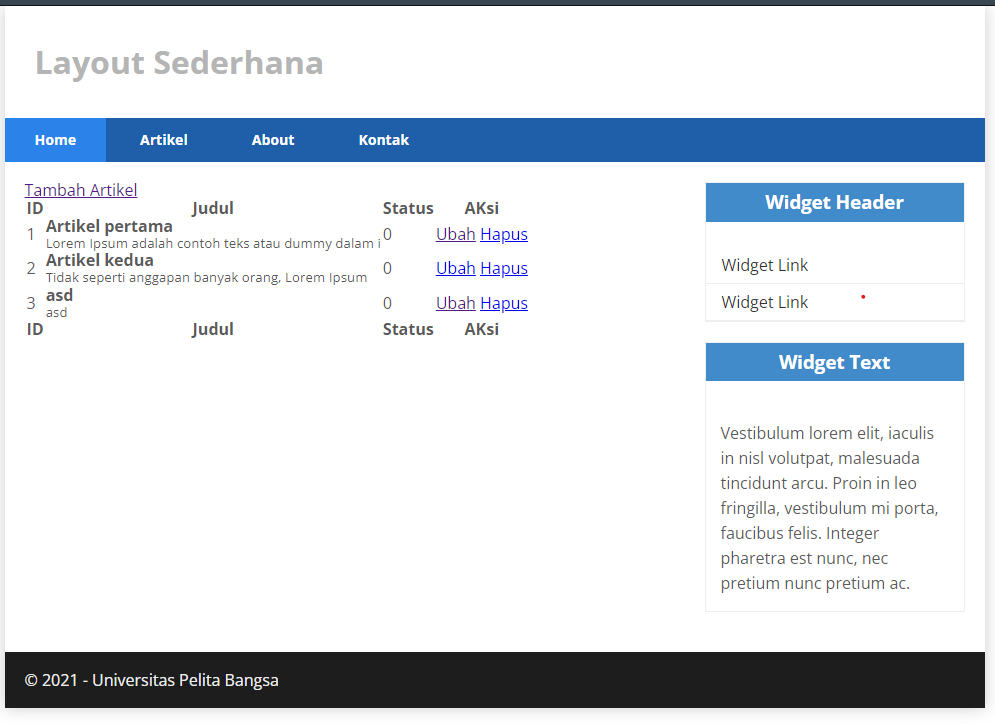 Layout Sederhana
Home Artikel About Kontak
Tambah Artikel
ID Judul Status AKsi
1 Artikel pertama
Lorem Ipsum adalah contoh teks atau dummy dalam i 0 Ubah Hapus
2 Artikel kedua
Tidak seperti anggapan banyak orang, Lorem Ipsum 0 Ubah Hapus
3 asd
asd 0 Ubah Hapus
ID Judul Status AKsi
Widget Header
Widget Link
Widget Link
Widget Text
Vestibulum lorem elit, iaculis
in nisl volutpat, malesuada
tincidunt arcu. Proin in leo
fringilla, vestibulum mi porta,
faucibus felis. Integer
pharetra est nunc, nec
pretium nunc pretium ac.
© 2021 - Universitas Pelita Bangsa